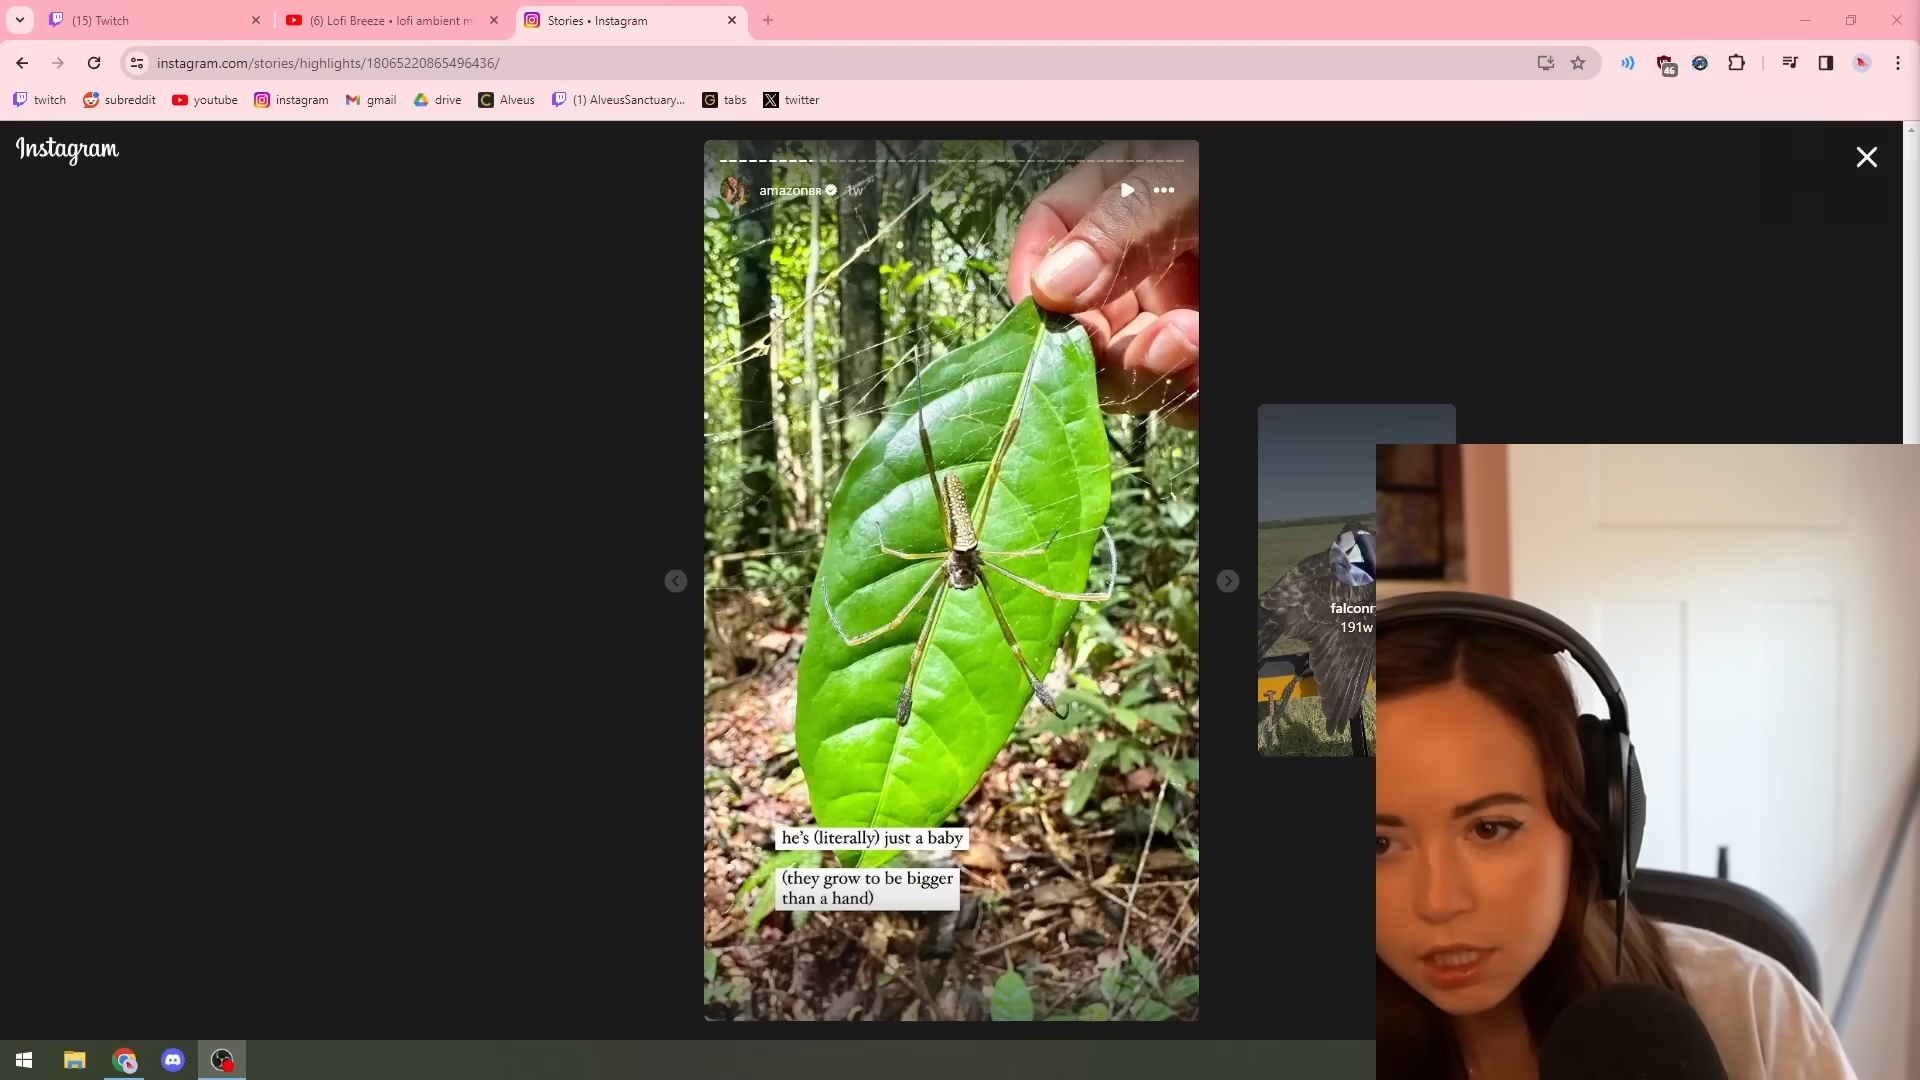 (15) Twitch
(6) Lofi Breeze • lofi ambient m
Stories • Instagram
instagram.com/stories/highlights/18065220865496436/
46
twitch
subreddit
youtube
instagram
gmail
drive
Alveus
(1) AlveusSanctuary...
tabs
twitter
Instagram
amazonBR 1w
falconr
191w
he's (literally) just a baby
(they grow to be bigger
than a hand)